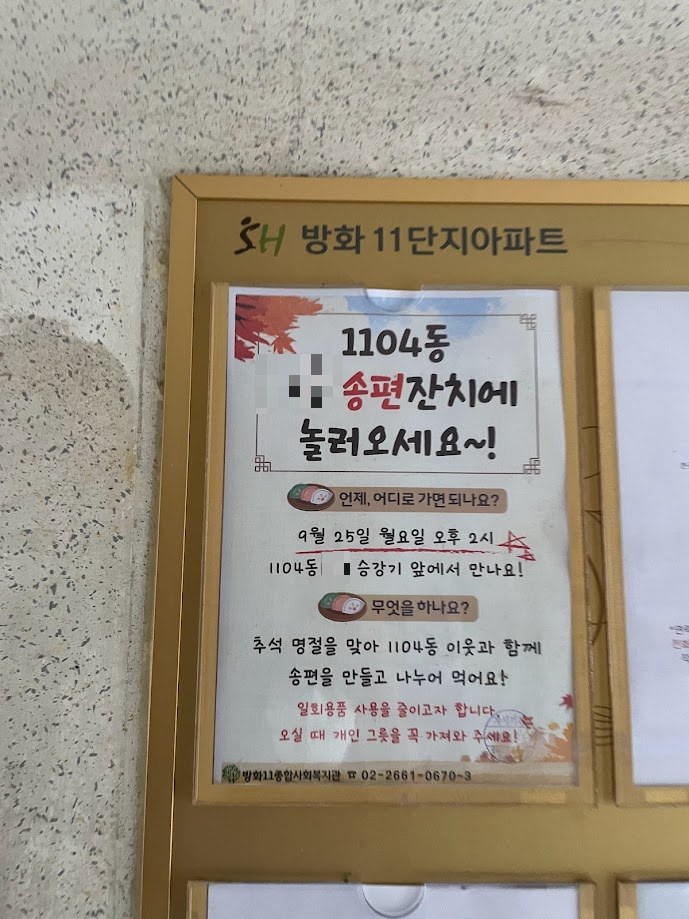 SH 방화 11단지아파트
1104동
송편잔치에
놀러오세요~!
언제, 어디로 가면 되나요?
9월 25일 월요일 오후 2시
1104동 승강기 앞에서 만나요!
무엇을 하나요?
추석 명절을 맞아 1104동 이웃과 함께
송편을 만들고 나누어 먹어요!
일회용품 사용을 줄이고자 합니다
오실 때 개인 그릇을 꼭 가져와 주세요!
방화11종합사회복지관 ☎ 02-2661-0670~3